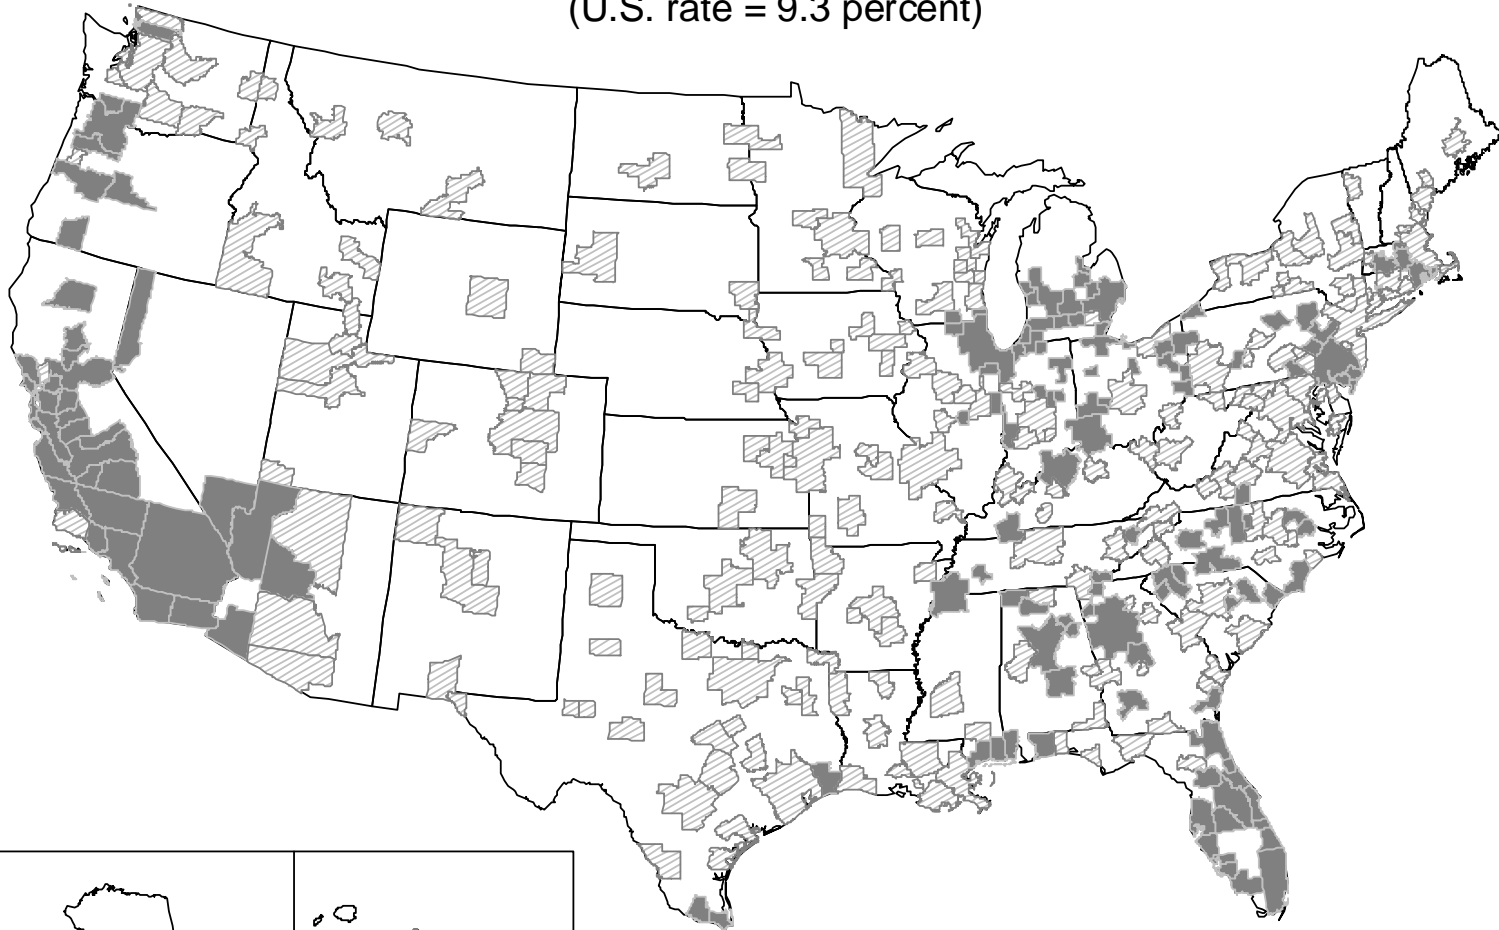 (U.S. rate = 9.3 percent)